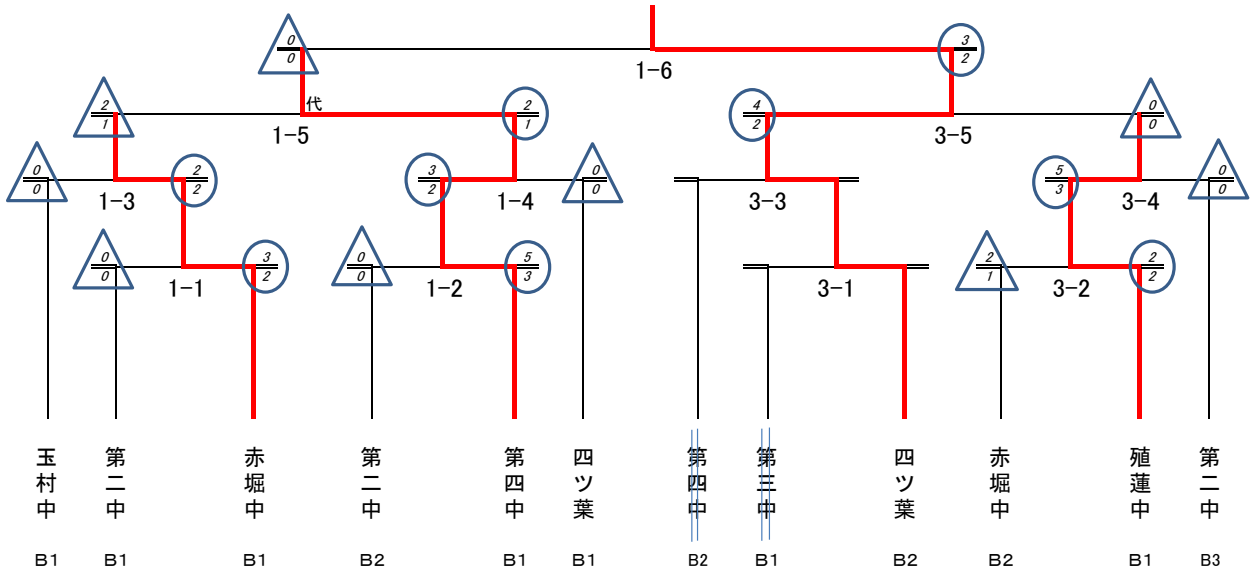 0 3
0 2
1-6
2 代 2 4 0
1 1 2 0
1-5 3-5
0 2 3 0 5 0
0 2 2 0 3 0
1-3 1-4 3-3 3-4
0 3 0 5 2 2
0 2 0 3 1 2
1-1 1-2 3-1 3-2
玉村中 第二中 赤堀中 第二中 第四中 四ツ葉 第四中 第三中 四ツ葉 赤堀中 殖蓮中 第二中
B1 B1 B1 B2 B1 B1 B2 B1 B2 B2 B1 B3